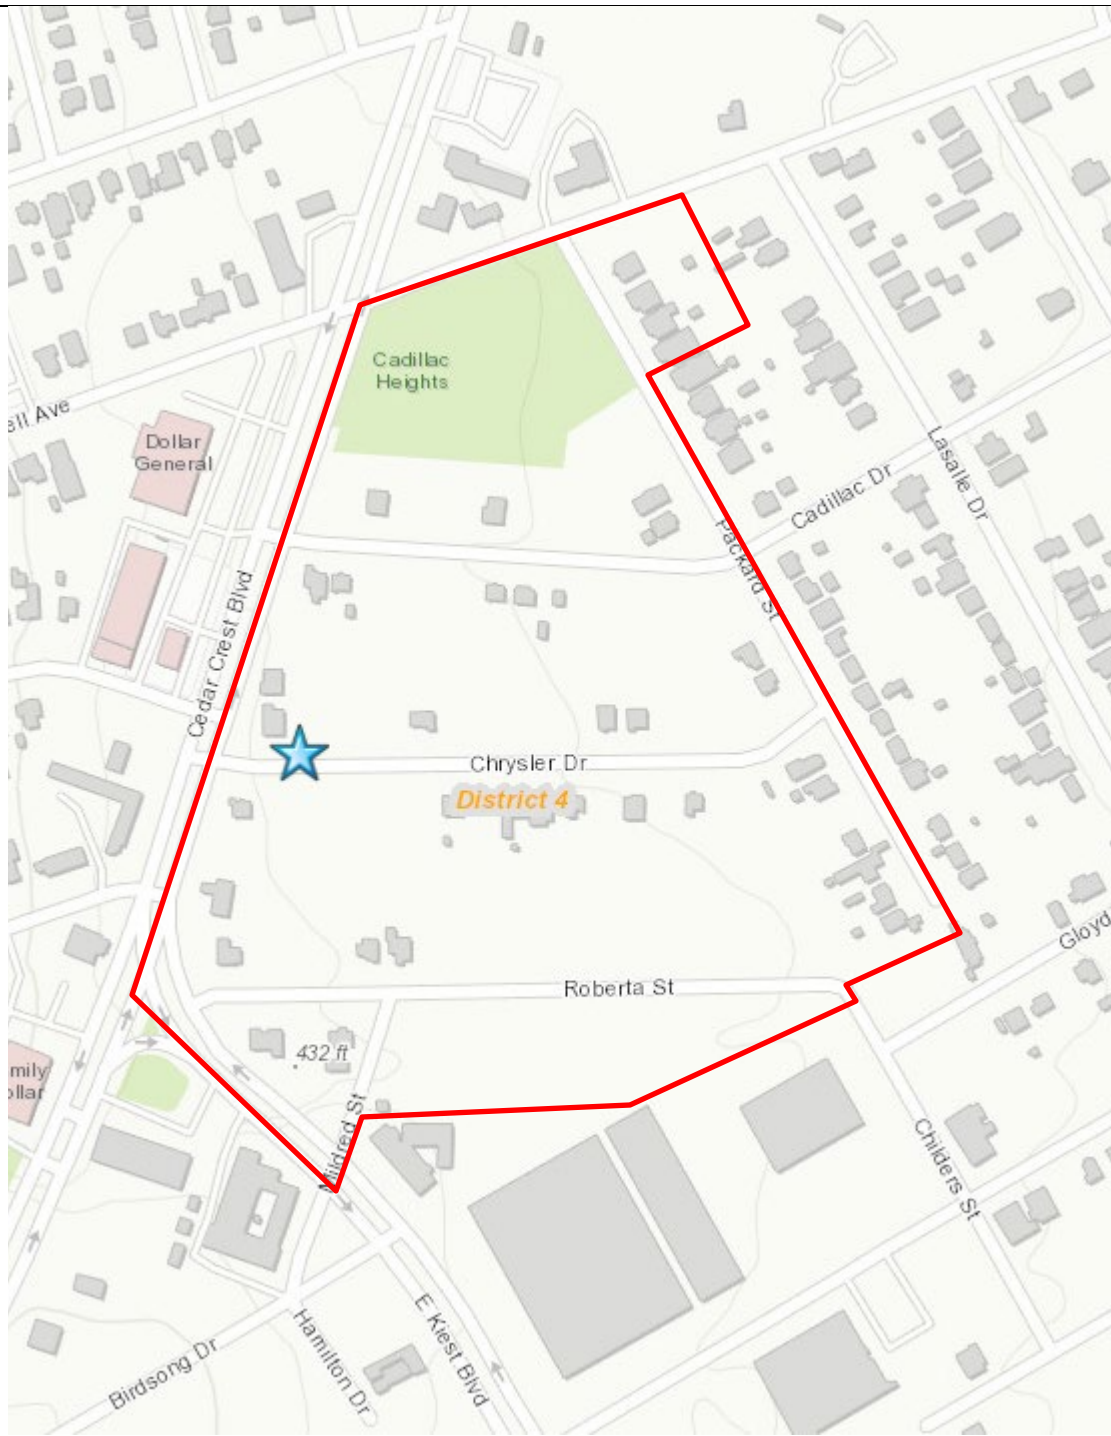 Cadillac
Heights
ell Ave
Dollar
General
Lasalle Dr
Cadillac Dr
Packard St
Cedar Crest Blvd
Chrysler Dr
District 4
Gloyd
Roberta St
432 ft
mily
ollar
Mildred St
Childers St
E Kiest Blvd
Hamilton Dr
Birdsong Dr